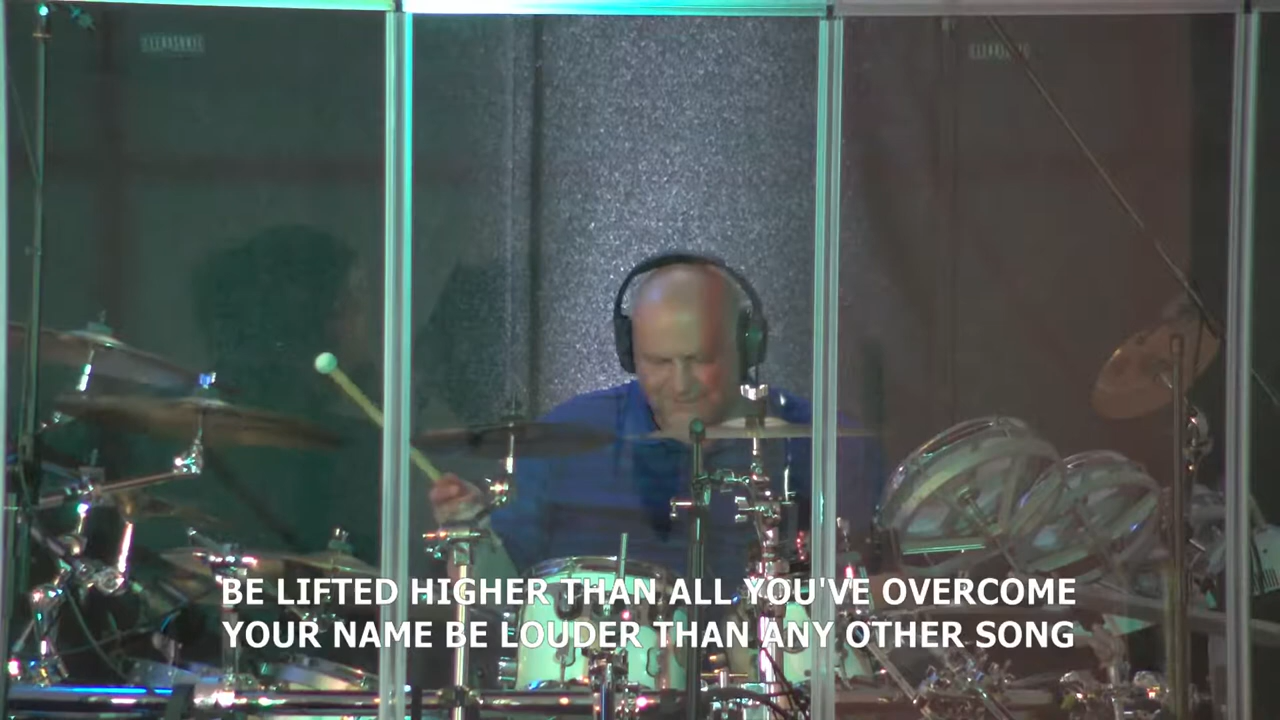 BE LIFTED HIGHER THAN ALL YOU'VE OVERCOME
YOUR NAME BE LOUDER THAN ANY OTHER SONG